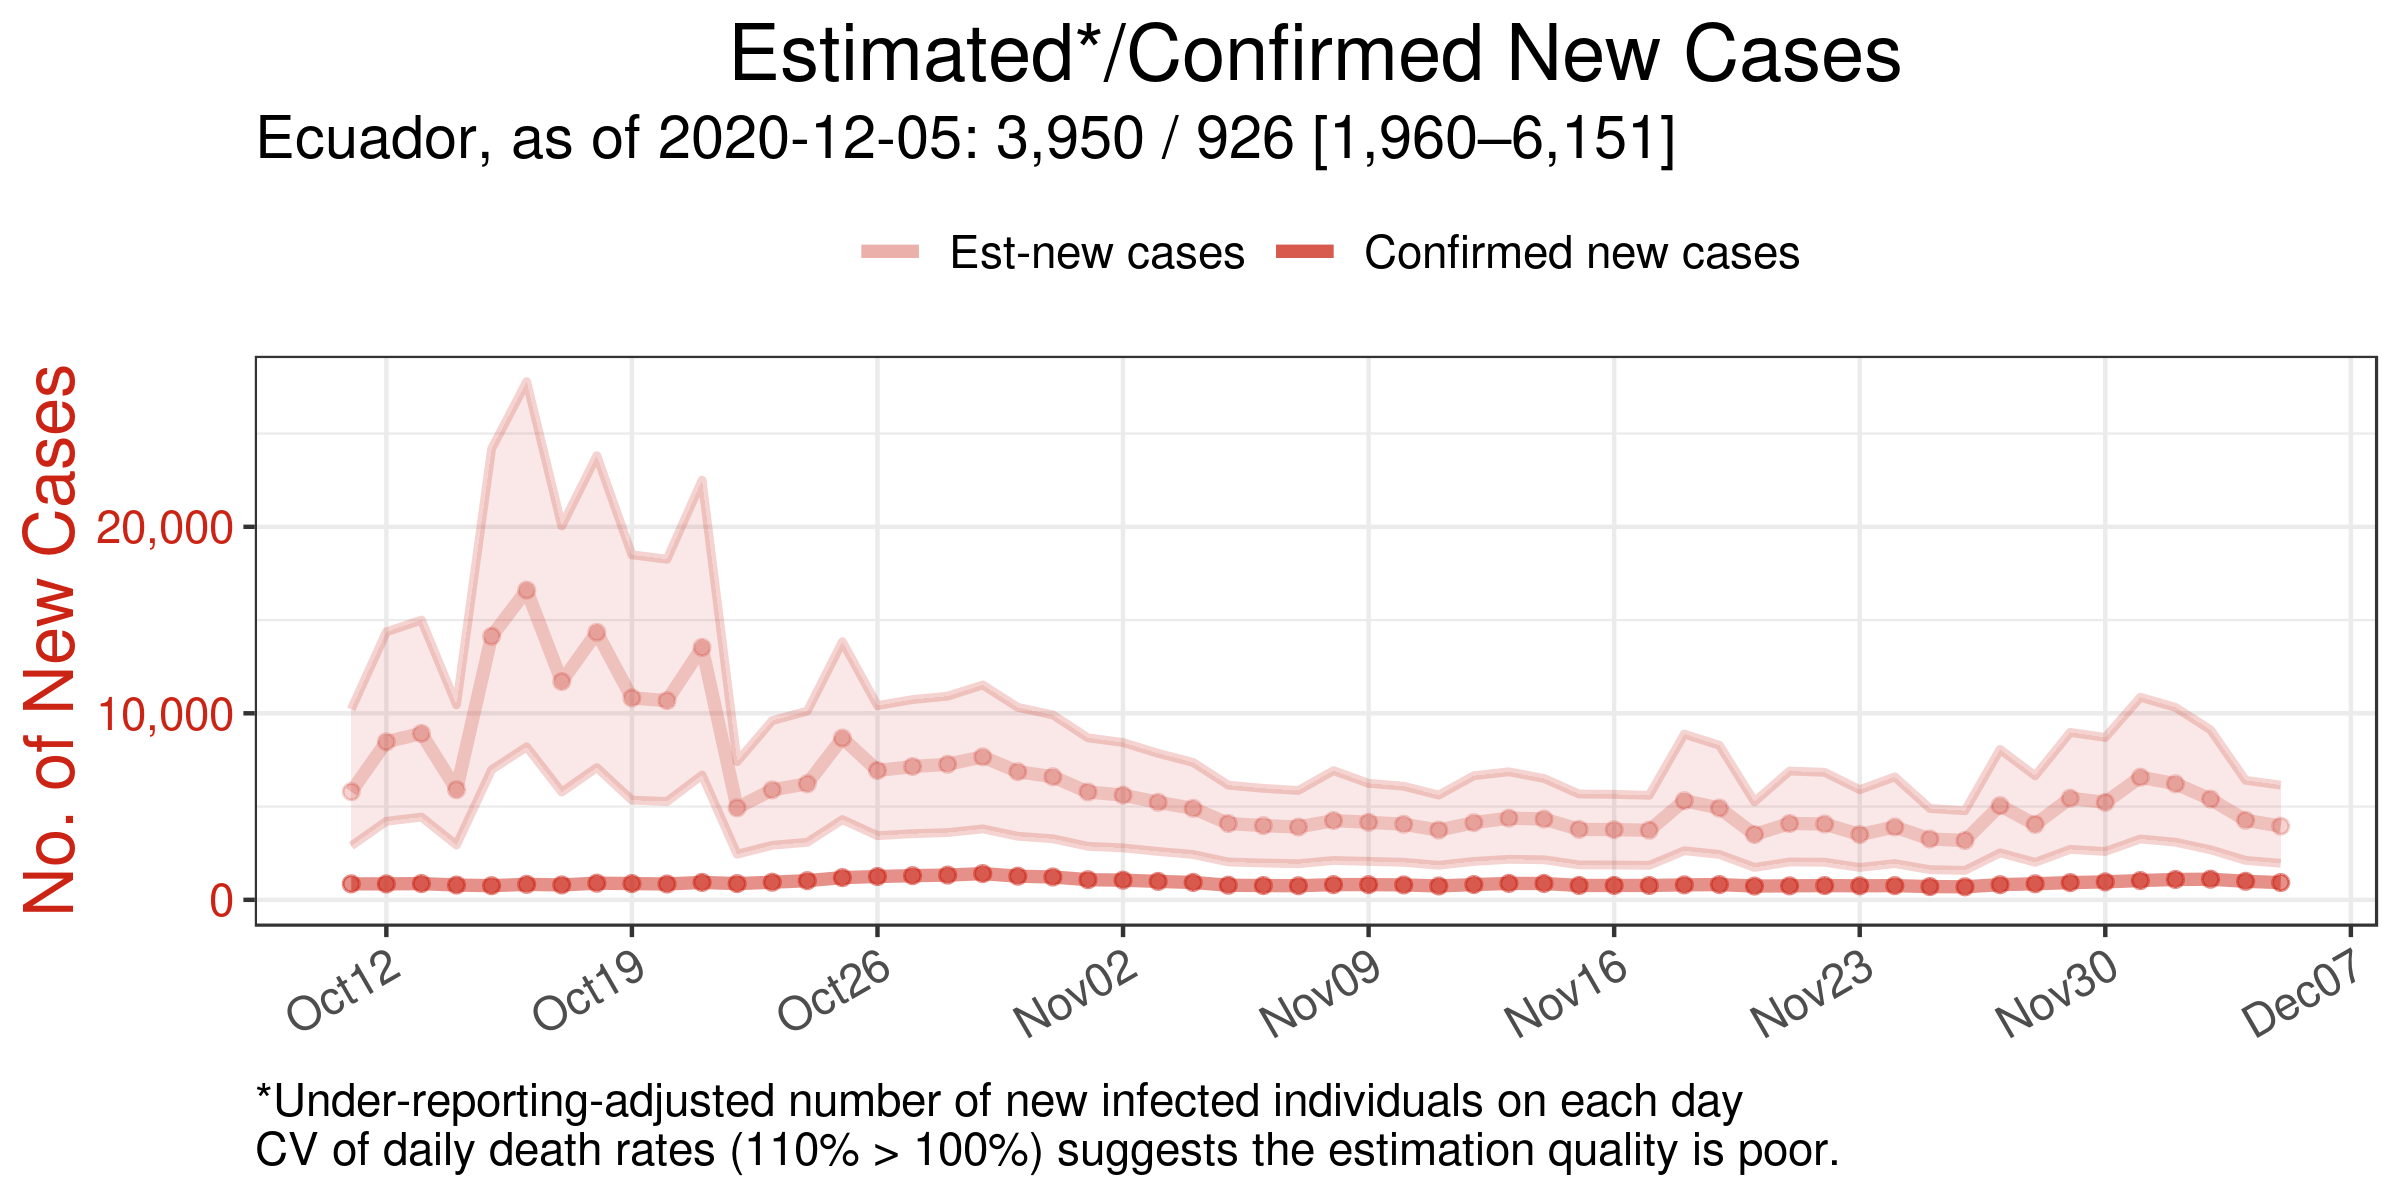 Estimated*/Confirmed New Cases
Ecuador, as of 2020-12-05: 3,950 / 926 [1,960–6,151]
Est-new cases
Confirmed new cases
No. of New Cases
20,000
10,000
0
Oct12
Oct19
Oct26
Nov02
Nov09
Nov16
Nov23
Nov30
Dec07
*Under-reporting-adjusted number of new infected individuals on each day
CV of daily death rates (110% > 100%) suggests the estimation quality is poor.